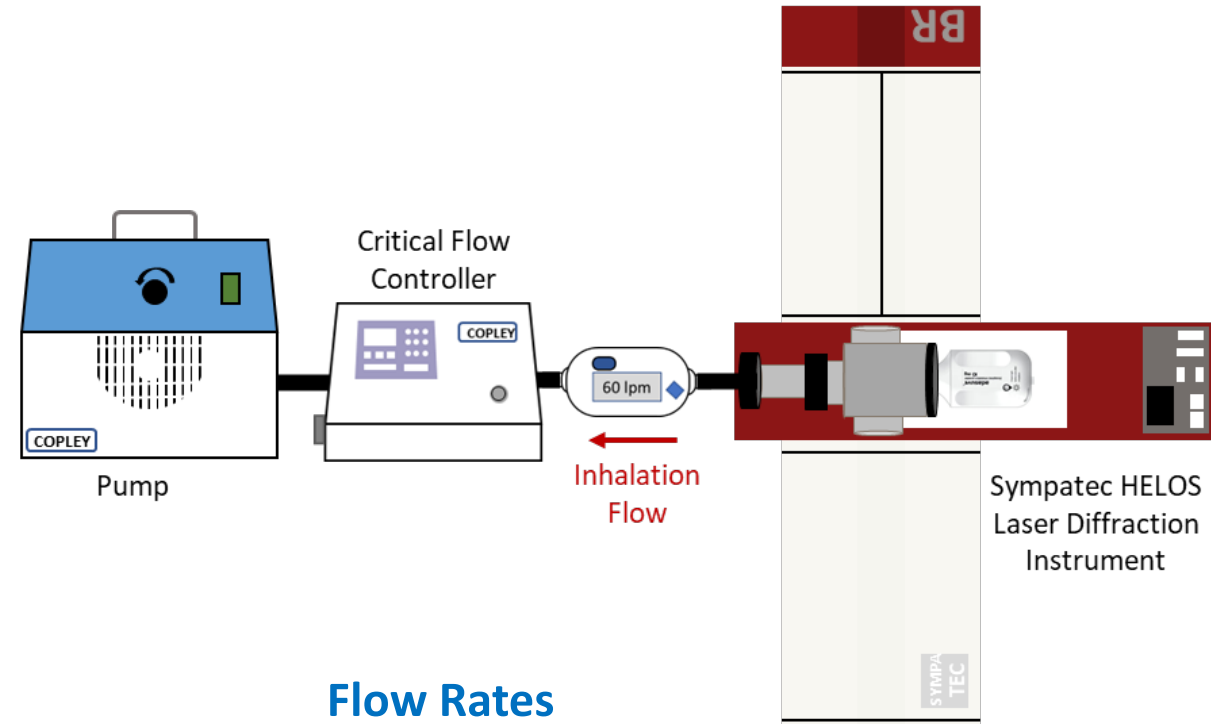 BR
Critical Flow
Controller
COPLEY
60 lpm
COPLEY
Pump
Inhalation
Flow
Sympatec HELOS
Laser Diffraction
Instrument
SYMPA
TEC
Flow Rates